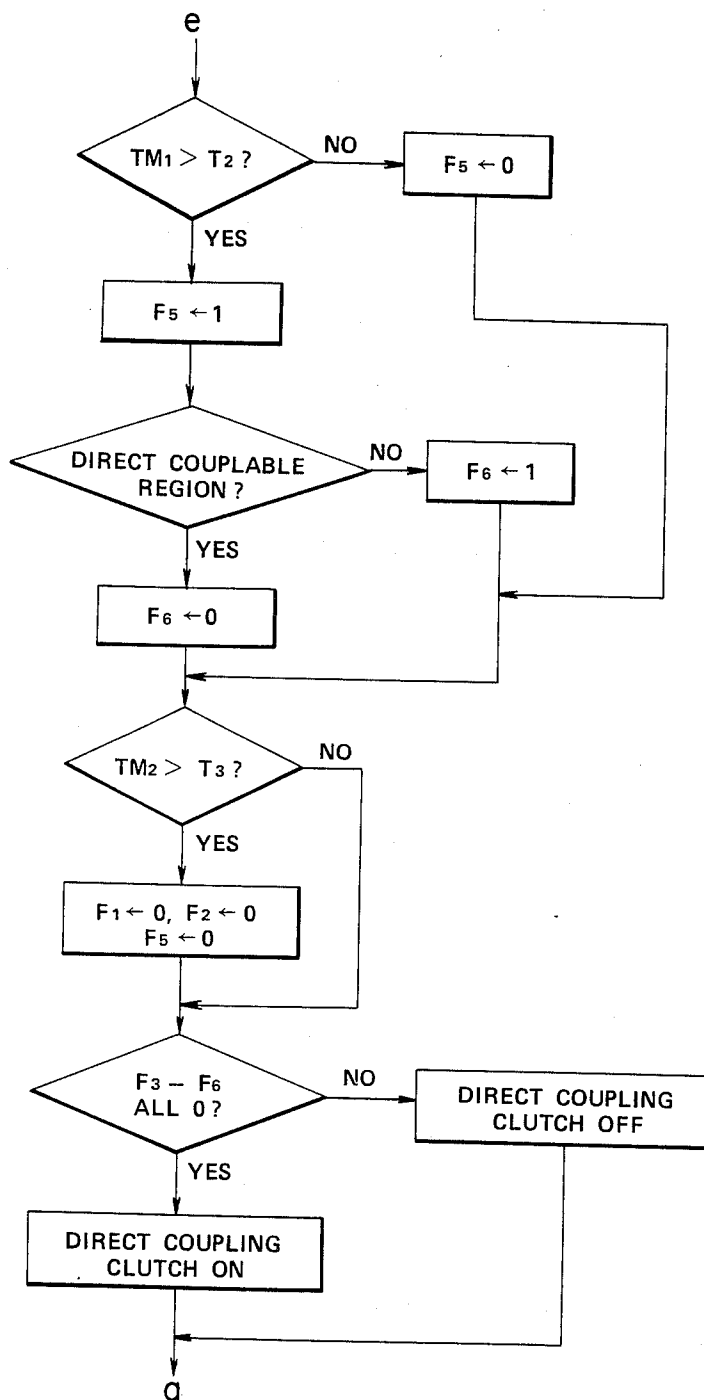 e
TM1 > T2 ?
NO
F5 ← 0
YES
F5 ← 1
DIRECT COUPLABLE
REGION ?
NO
F6 ← 1
YES
F6 ← 0
TM2 > T3 ?
NO
YES
F1 ← 0, F2 ← 0
F5 ← 0
F3 – F6
ALL 0 ?
NO
DIRECT COUPLING
CLUTCH OFF
YES
DIRECT COUPLING
CLUTCH ON
a